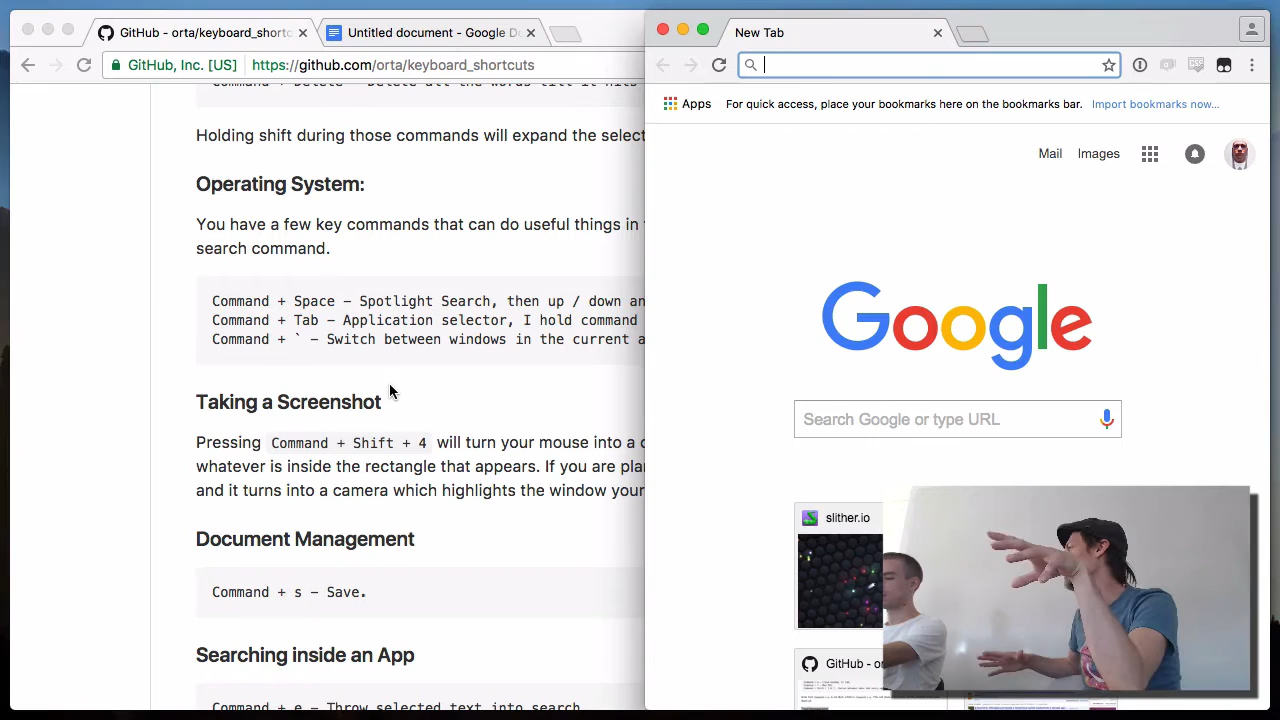 GitHub - orta/keyboard_shortc
Untitled document - Google D
GitHub, Inc. [US]
https://github.com/orta/keyboard_shortcuts
Holding shift during those commands will expand the select
Operating System:
You have a few key commands that can do useful things in
search command.
Command + Space – Spotlight Search, then up / down an
Command + Tab – Application selector, I hold command
Command + ` – Switch between windows in the current a
Taking a Screenshot
Pressing Command + Shift + 4 will turn your mouse into a
whatever is inside the rectangle that appears. If you are pla
and it turns into a camera which highlights the window your
Document Management
Command + s – Save.
Searching inside an App
New Tab
Apps
For quick access, place your bookmarks here on the bookmarks bar.
Import bookmarks now...
Mail
Images
Google
Search Google or type URL
slither.io
GitHub - or